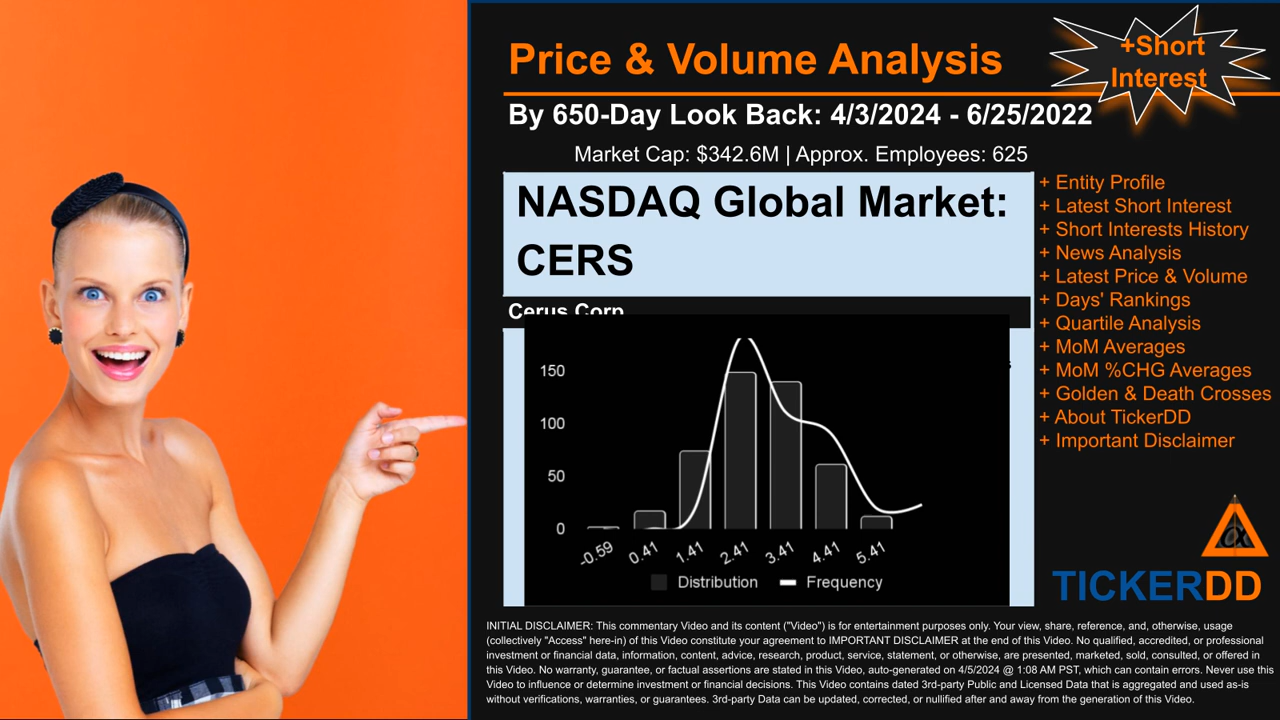 Price & Volume Analysis
+Short
Interest
By 650-Day Look Back: 4/3/2024 - 6/25/2022
Market Cap: $342.6M | Approx. Employees: 625
NASDAQ Global Market:
CERS
Cerus Corp
150
100
50
0
-0.59
0.41
1.41
2.41
3.41
4.41
5.41
Distribution
Frequency
+ Entity Profile
+ Latest Short Interest
+ Short Interests History
+ News Analysis
+ Latest Price & Volume
+ Days' Rankings
+ Quartile Analysis
+ MoM Averages
+ MoM %CHG Averages
+ Golden & Death Crosses
+ About TickerDD
+ Important Disclaimer
TICKERDD
INITIAL DISCLAIMER: This commentary Video and its content ("Video") is for entertainment purposes only. Your view, share, reference, and, otherwise, usage
(collectively "Access" here-in) of this Video constitute your agreement to IMPORTANT DISCLAIMER at the end of this Video. No qualified, accredited, or professional
investment or financial data, information, content, advice, research, product, service, statement, or otherwise, are presented, marketed, sold, consulted, or offered in
this Video. No warranty, guarantee, or factual assertions are stated in this Video, auto-generated on 4/5/2024 @ 1:08 AM PST, which can contain errors. Never use this
Video to influence or determine investment or financial decisions. This Video contains dated 3rd-party Public and Licensed Data that is aggregated and used as-is
without verifications, warranties, or guarantees. 3rd-party Data can be updated, corrected, or nullified after and away from the generation of this Video.